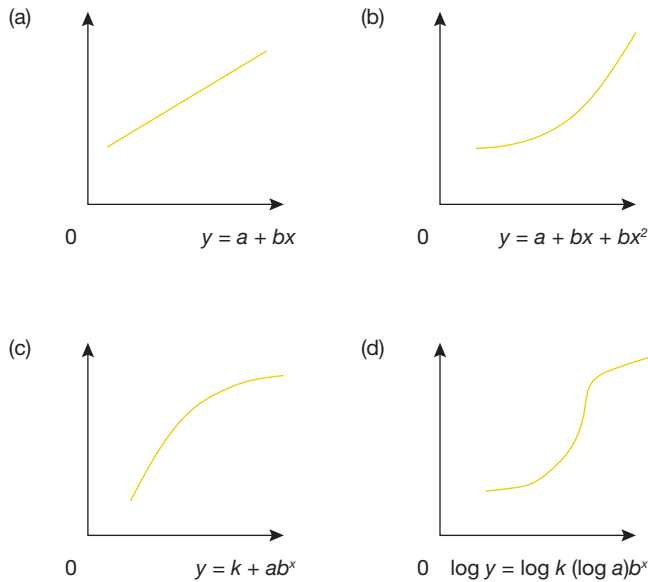 (a)
(b)
0
y = a + bx
0
y = a + bx + bx²
(c)
(d)
0
y = k + abˣ
0
log y = log k (log a)bˣ